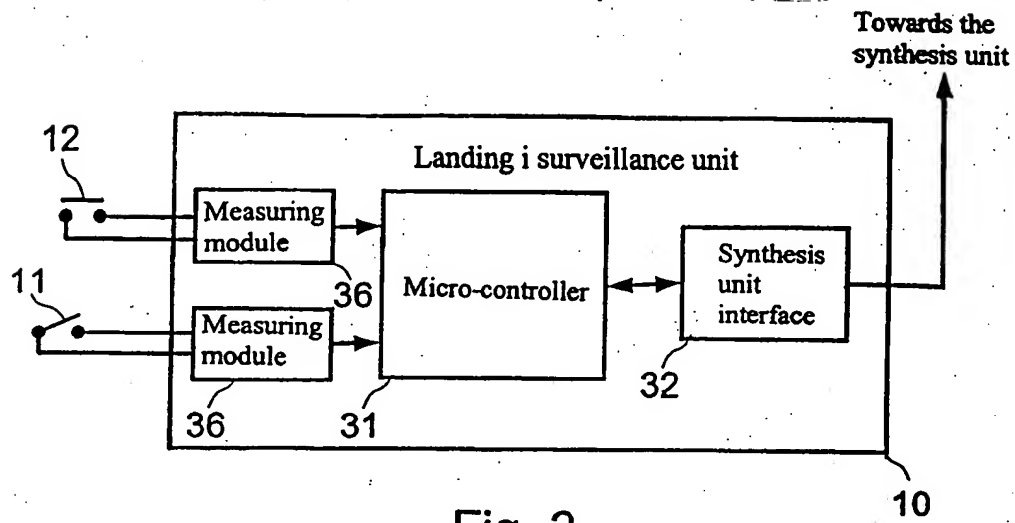 Towards the
synthesis unit
12
Landing i surveillance unit
Measuring
module
36
11
Measuring
module
36
Micro-controller
31
Synthesis
unit
interface
32
10